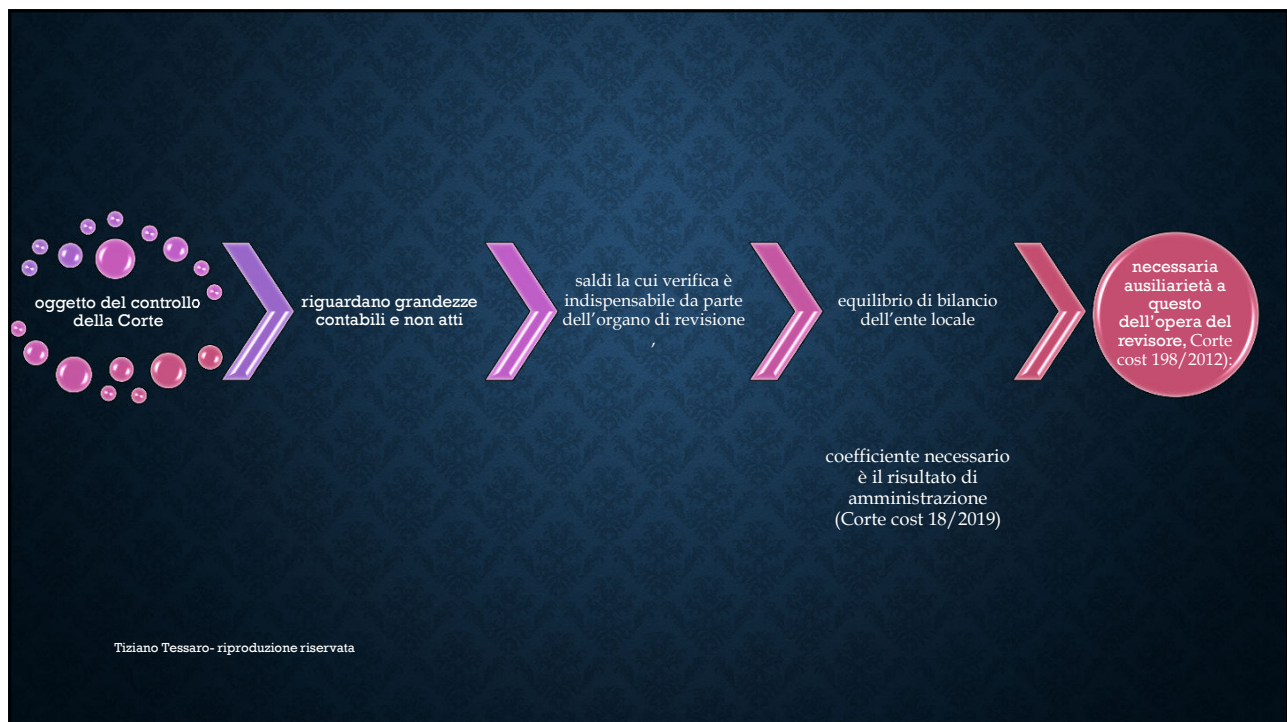 oggetto del controllo
della Corte
riguardano grandezze
contabili e non atti
saldi la cui verifica è
indispensabile da parte
dell’organo di revisione
,
equilibrio di bilancio
dell’ente locale
coefficiente necessario
è il risultato di
amministrazione
(Corte cost 18/2019)
necessaria
ausiliarietà a
questo
dell’opera del
revisore, Corte
cost 198/2012):
Tiziano Tessaro- riproduzione riservata